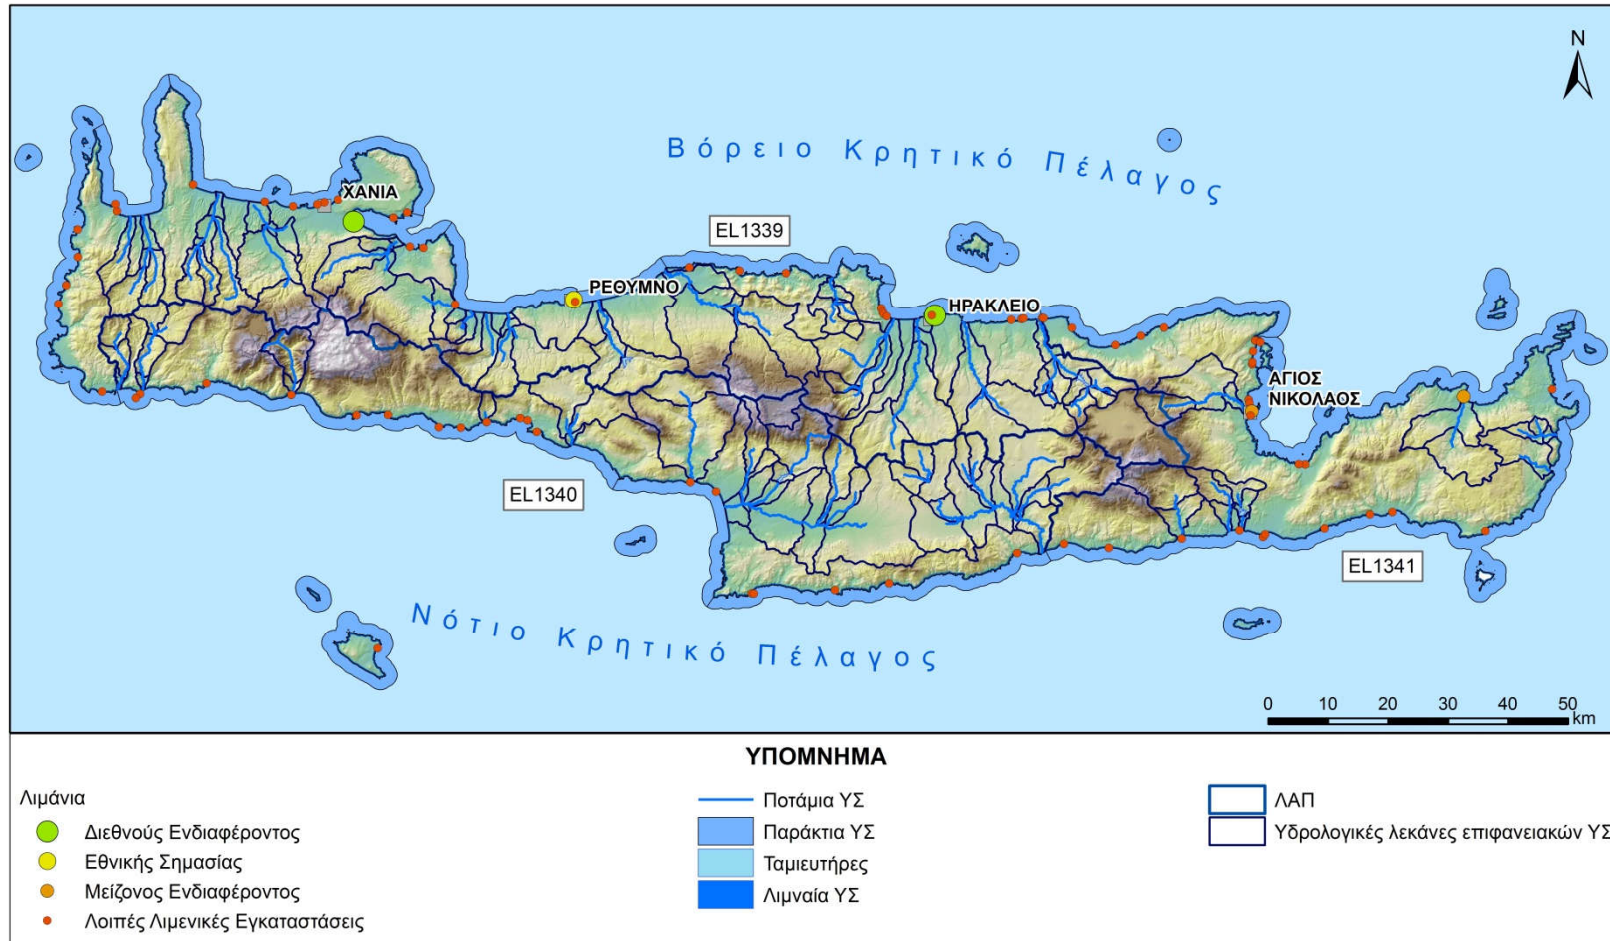 N
Βόρειο Κρητικό Πέλαγος
ΧΑΝΙΑ
EL1339
ΡΕΘΥΜΝΟ
ΗΡΑΚΛΕΙΟ
ΑΓΙΟΣ
ΝΙΚΟΛΑΟΣ
EL1340
EL1341
Νότιο Κρητικό Πέλαγος
0 10 20 30 40 50
km
ΥΠΟΜΝΗΜΑ
Λιμάνια
Διεθνούς Ενδιαφέροντος
Εθνικής Σημασίας
Μείζονος Ενδιαφέροντος
Λοιπές Λιμενικές Εγκαταστάσεις
Ποτάμια ΥΣ
Παράκτια ΥΣ
Ταμιευτήρες
Λιμναία ΥΣ
ΛΑΠ
Υδρολογικές λεκάνες επιφανειακών ΥΣ